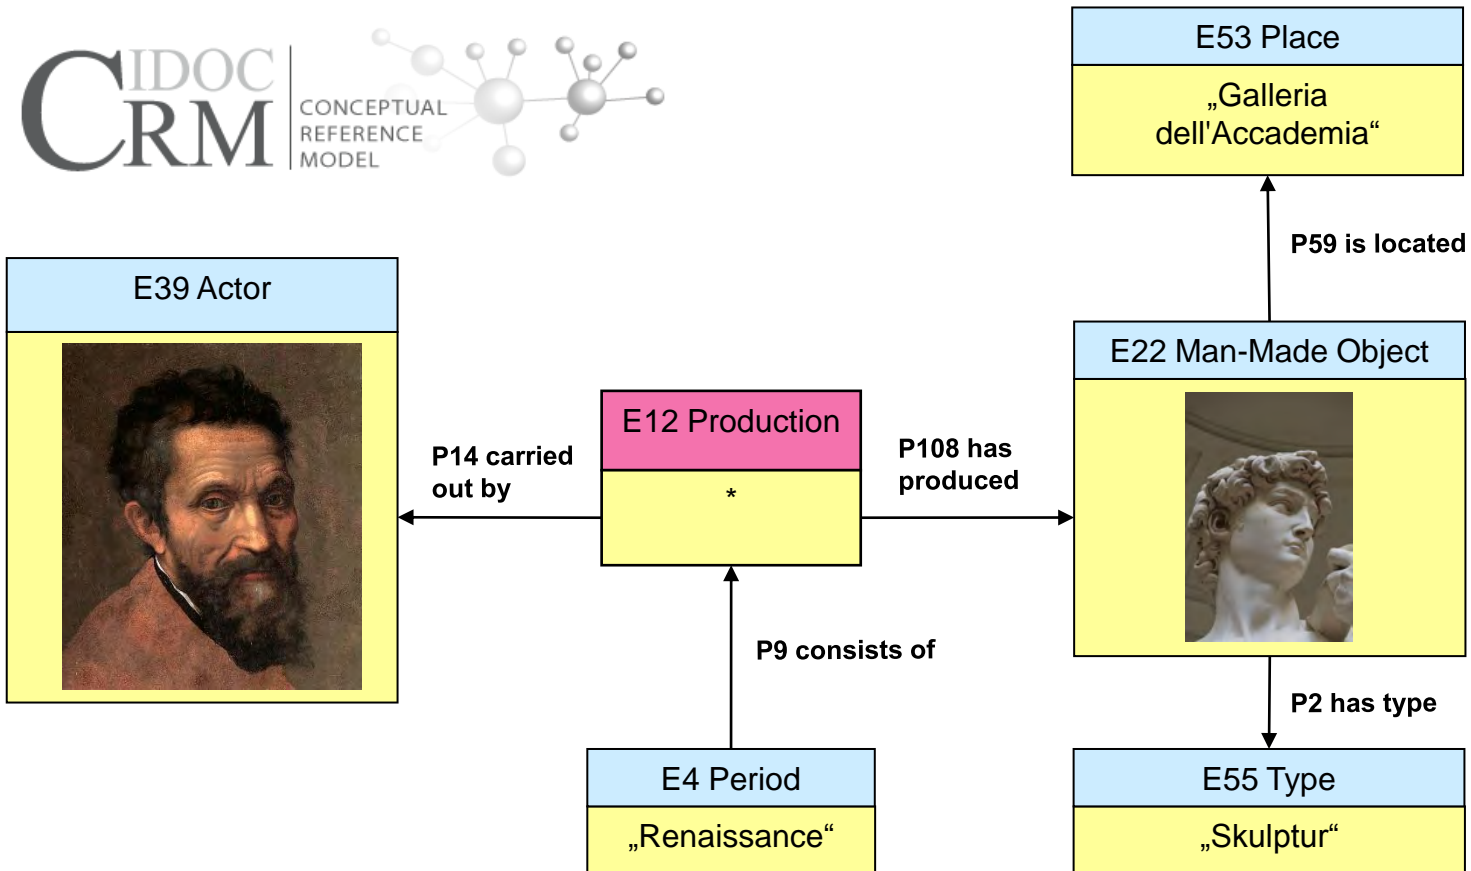 CIDOC
CRM
CONCEPTUAL
REFERENCE
MODEL
E53 Place
„Galleria
dell'Accademia“
P59 is located
E39 Actor
E22 Man-Made Object
E12 Production
*
P14 carried
out by
P108 has
produced
P9 consists of
P2 has type
E4 Period
„Renaissance“
E55 Type
„Skulptur“